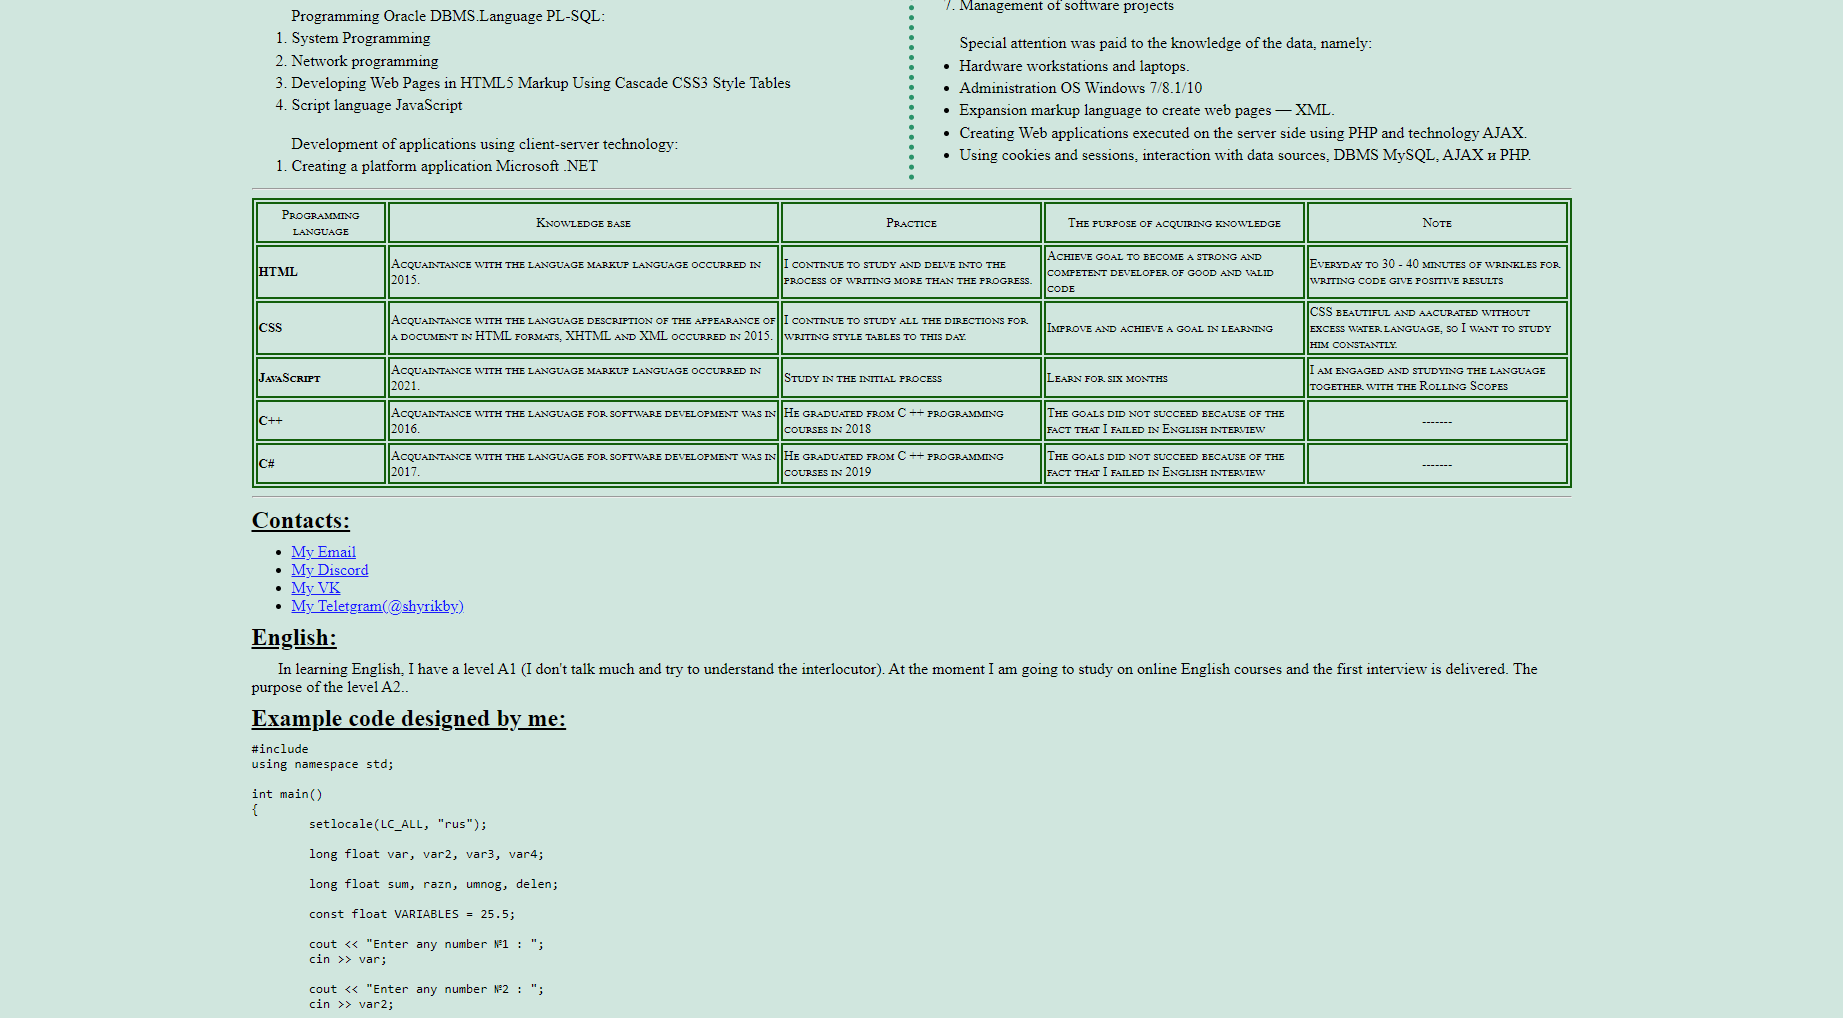 Programming Oracle DBMS.Language PL-SQL:
1. System Programming
2. Network programming
3. Developing Web Pages in HTML5 Markup Using Cascade CSS3 Style Tables
4. Script language JavaScript
Development of applications using client-server technology:
1. Creating a platform application Microsoft .NET
7. Management of software projects
Special attention was paid to the knowledge of the data, namely:
• Hardware workstations and laptops.
• Administration OS Windows 7/8.1/10
• Expansion markup language to create web pages — XML.
• Creating Web applications executed on the server side using PHP and technology AJAX.
• Using cookies and sessions, interaction with data sources, DBMS MySQL, AJAX и PHP.
Programming
language
Knowledge base
Practice
The purpose of acquiring knowledge
Note
HTML
Acquaintance with the language markup language occurred in
2015.
I continue to study and delve into the
process of writing more than the progress.
Achieve goal to become a strong and
competent developer of good and valid
code
Everyday to 30 - 40 minutes of wrinkles for
writing code give positive results
CSS
Acquaintance with the language description of the appearance of
a document in HTML formats, XHTML and XML occurred in 2015.
I continue to study all the directions for
writing style tables to this day.
Improve and achieve a goal in learning
CSS beautiful and aacurated without
excess water language, so I want to study
him constantly.
JavaScript
Acquaintance with the language markup language occurred in
2021.
Study in the initial process
Learn for six months
I am engaged and studying the language
together with the Rolling Scopes
C++
Acquaintance with the language for software development was in
2016.
He graduated from C ++ programming
courses in 2018
The goals did not succeed because of the
fact that I failed in English interview
-------
C#
Acquaintance with the language for software development was in
2017.
He graduated from C ++ programming
courses in 2019
The goals did not succeed because of the
fact that I failed in English interview
-------
Contacts:
• My Email
• My Discord
• My VK
• My Teletgram(@shyrikby)
English:
In learning English, I have a level A1 (I don't talk much and try to understand the interlocutor). At the moment I am going to study on online English courses and the first interview is delivered. The
purpose of the level A2..
Example code designed by me:
#include
using namespace std;
int main()
{
setlocale(LC_ALL, "rus");
long float var, var2, var3, var4;
long float sum, razn, umnog, delen;
const float VARIABLES = 25.5;
cout << "Enter any number №1 : ";
cin >> var;
cout << "Enter any number №2 : ";
cin >> var2;